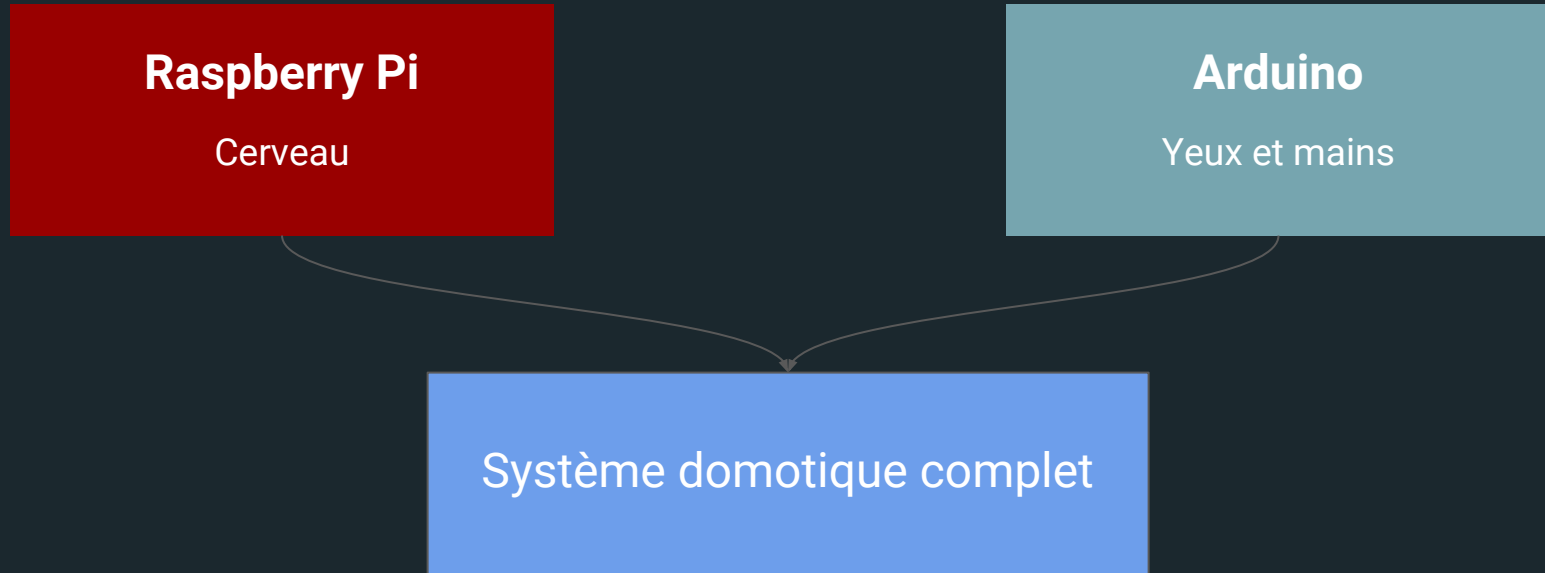 Raspberry Pi
Cerveau
Arduino
Yeux et mains
Système domotique complet